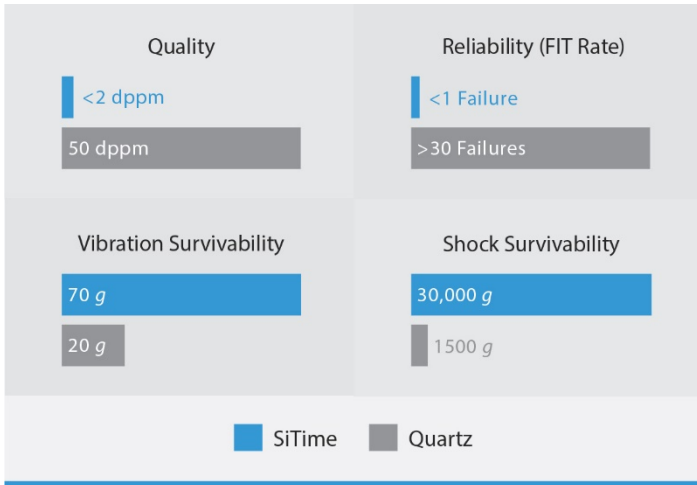 Quality
<2 dppm
50 dppm
Reliability (FIT Rate)
<1 Failure
>30 Failures
Vibration Survivability
70 g
20 g
Shock Survivability
30,000 g
1500 g
SiTime
Quartz